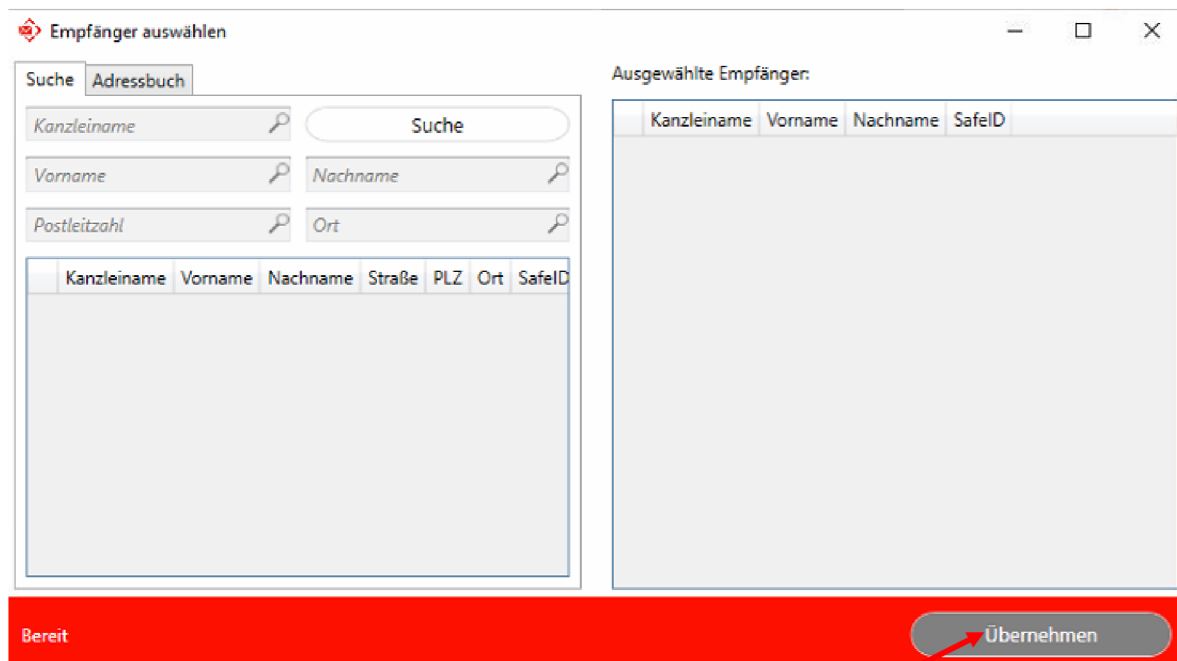 Empfänger auswählen
Suche Adressbuch
Kanzleiname Suche
Vorname Nachname
Postleitzahl Ort
Kanzleiname Vorname Nachname Straße PLZ Ort SafeID
Ausgewählte Empfänger:
Kanzleiname Vorname Nachname SafeID
Bereit Übernehmen